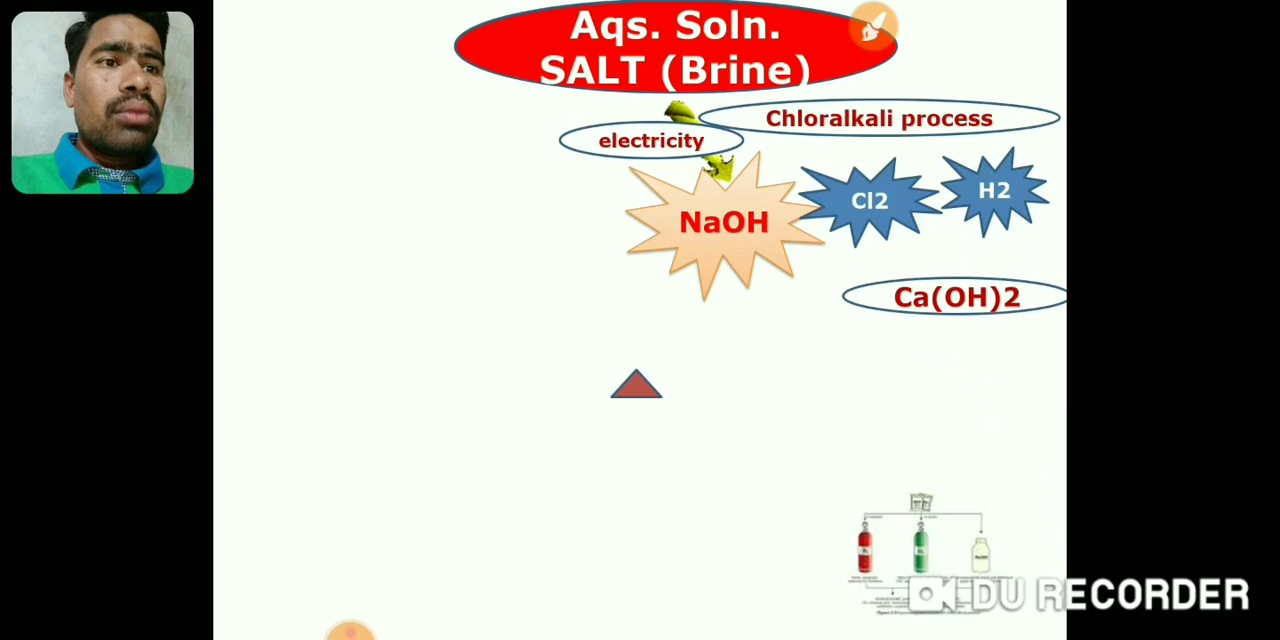 Aqs. Soln.
SALT (Brine)
Chloralkali process
electricity
NaOH
Cl2
H2
Ca(OH)2
DU RECORDER